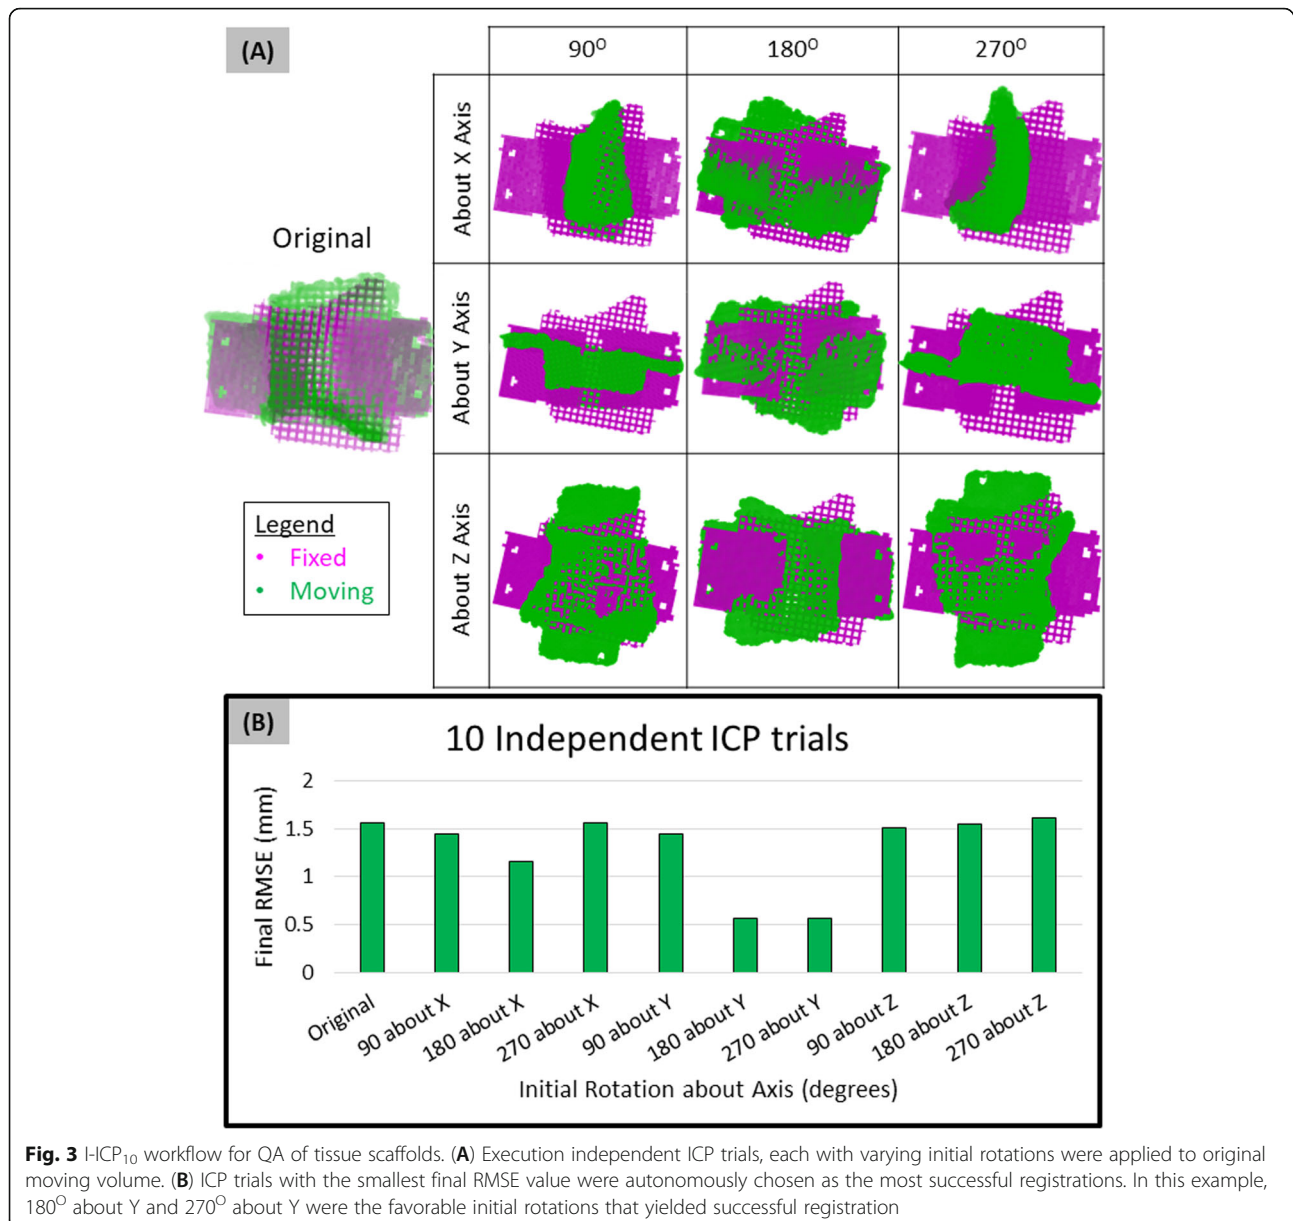 (A)
90O
180O
270O
About X Axis
About Y Axis
About Z Axis
Original
Legend
• Fixed
• Moving
(B)
10 Independent ICP trials
Final RMSE (mm)
2
1.5
1
0.5
0
Original
90 about X
180 about X
270 about X
90 about Y
180 about Y
270 about Y
90 about Z
180 about Z
270 about Z
Initial Rotation about Axis (degrees)
Fig. 3 I-ICP10 workflow for QA of tissue scaffolds. (A) Execution independent ICP trials, each with varying initial rotations were applied to original
moving volume. (B) ICP trials with the smallest final RMSE value were autonomously chosen as the most successful registrations. In this example,
180O about Y and 270O about Y were the favorable initial rotations that yielded successful registration